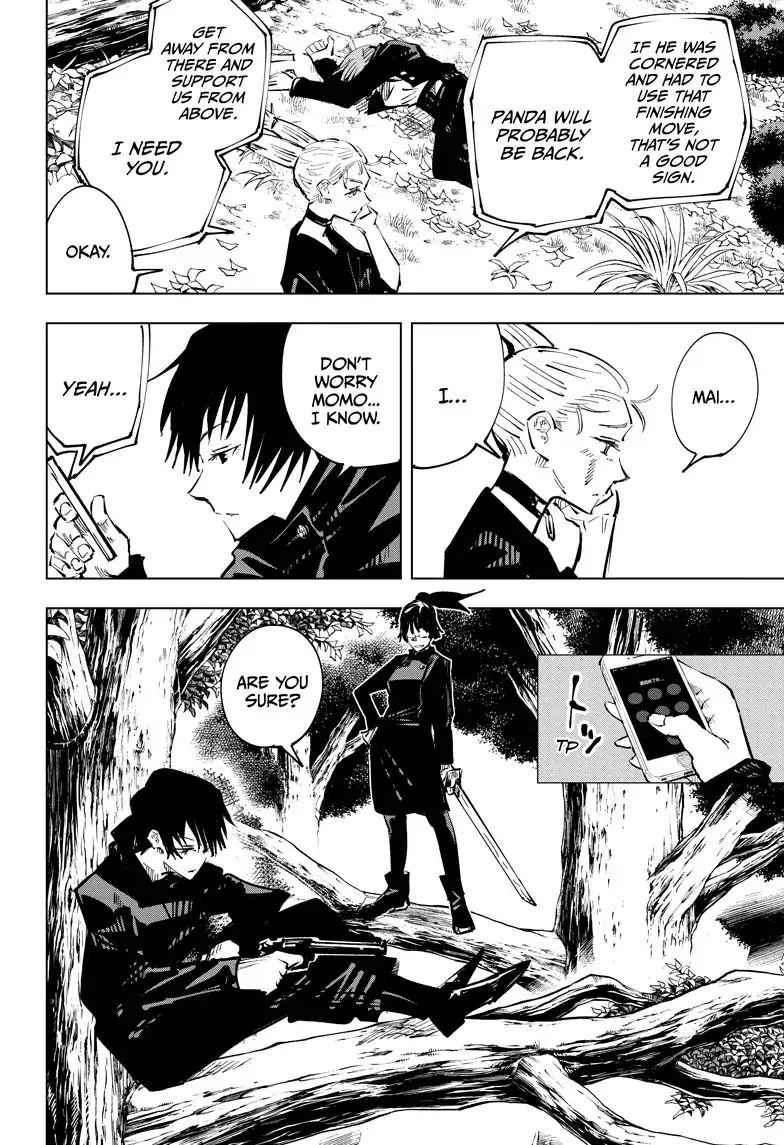 IF HE WAS
CORNERED
AND HAD TO
USE THAT
FINISHING
MOVE,
THAT'S NOT
A GOOD
SIGN.
PANDA WILL
PROBABLY
BE BACK.
GET
AWAY FROM
THERE AND
SUPPORT
US FROM
ABOVE.
I NEED
YOU.
OKAY.
MAI...
I...
DON'T
WORRY
MOMO...
I KNOW.
YEAH...
トッ
TP
ARE YOU
SURE?